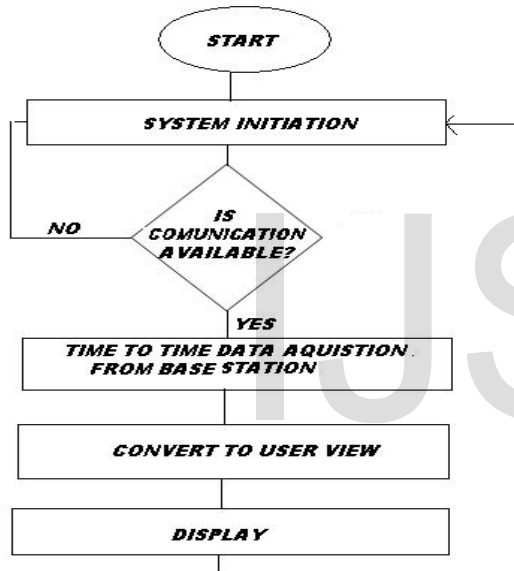 START
SYSTEM INITIATION
IS
COMUNICATION
AVAILABLE?
NO
YES
TIME TO TIME DATA AQUISTION
FROM BASE STATION
CONVERT TO USER VIEW
DISPLAY
IJS